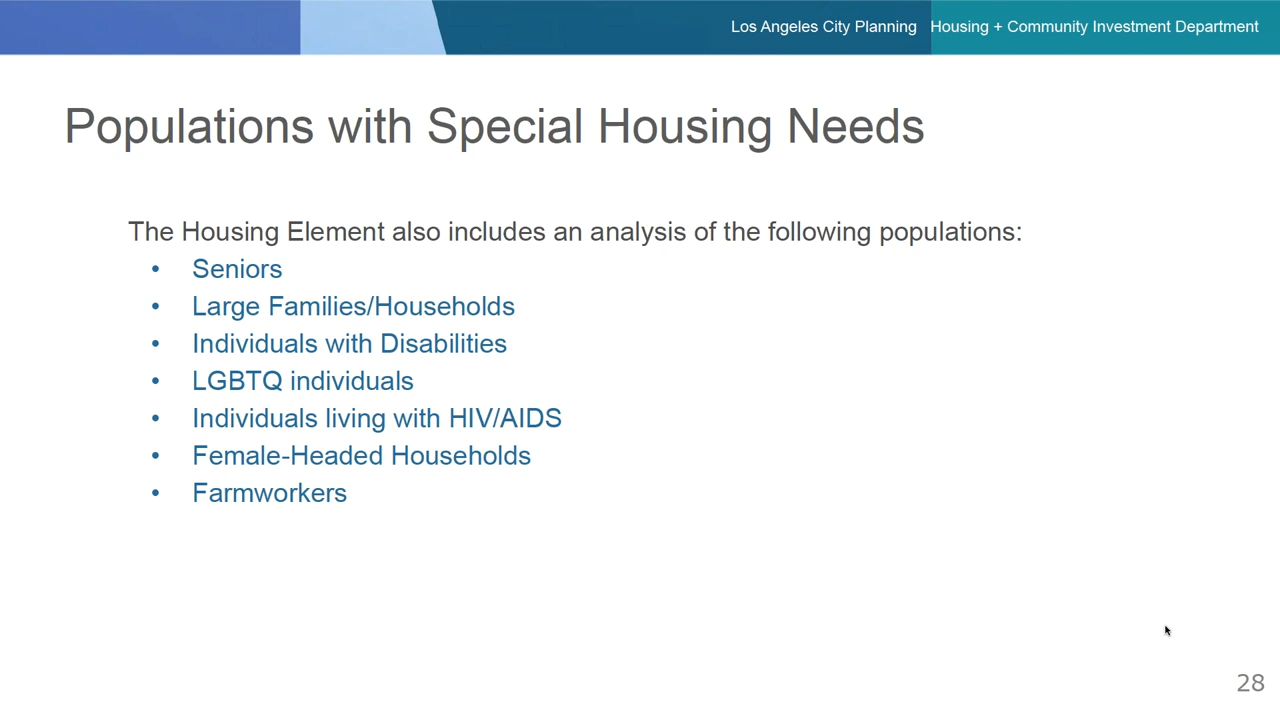 Los Angeles City Planning Housing + Community Investment Department
Populations with Special Housing Needs
The Housing Element also includes an analysis of the following populations:
• Seniors
• Large Families/Households
• Individuals with Disabilities
• LGBTQ individuals
• Individuals living with HIV/AIDS
• Female-Headed Households
• Farmworkers
28